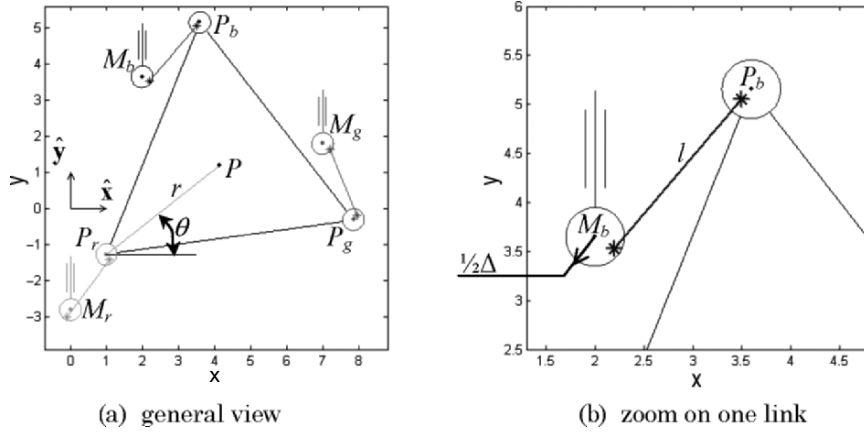 5
4
3
2
1
0
−1
−2
−3
y
0 1 2 3 4 5 6 7 8
x
P_b
M_b
M_g
ŷ
x̂
r
P
θ
P_r
P_g
M_r
(a) general view
6
5.5
5
4.5
4
3.5
3
2.5
y
1.5 2 2.5 3 3.5 4 4.5
x
P_b
l
M_b
½Δ
(b) zoom on one link